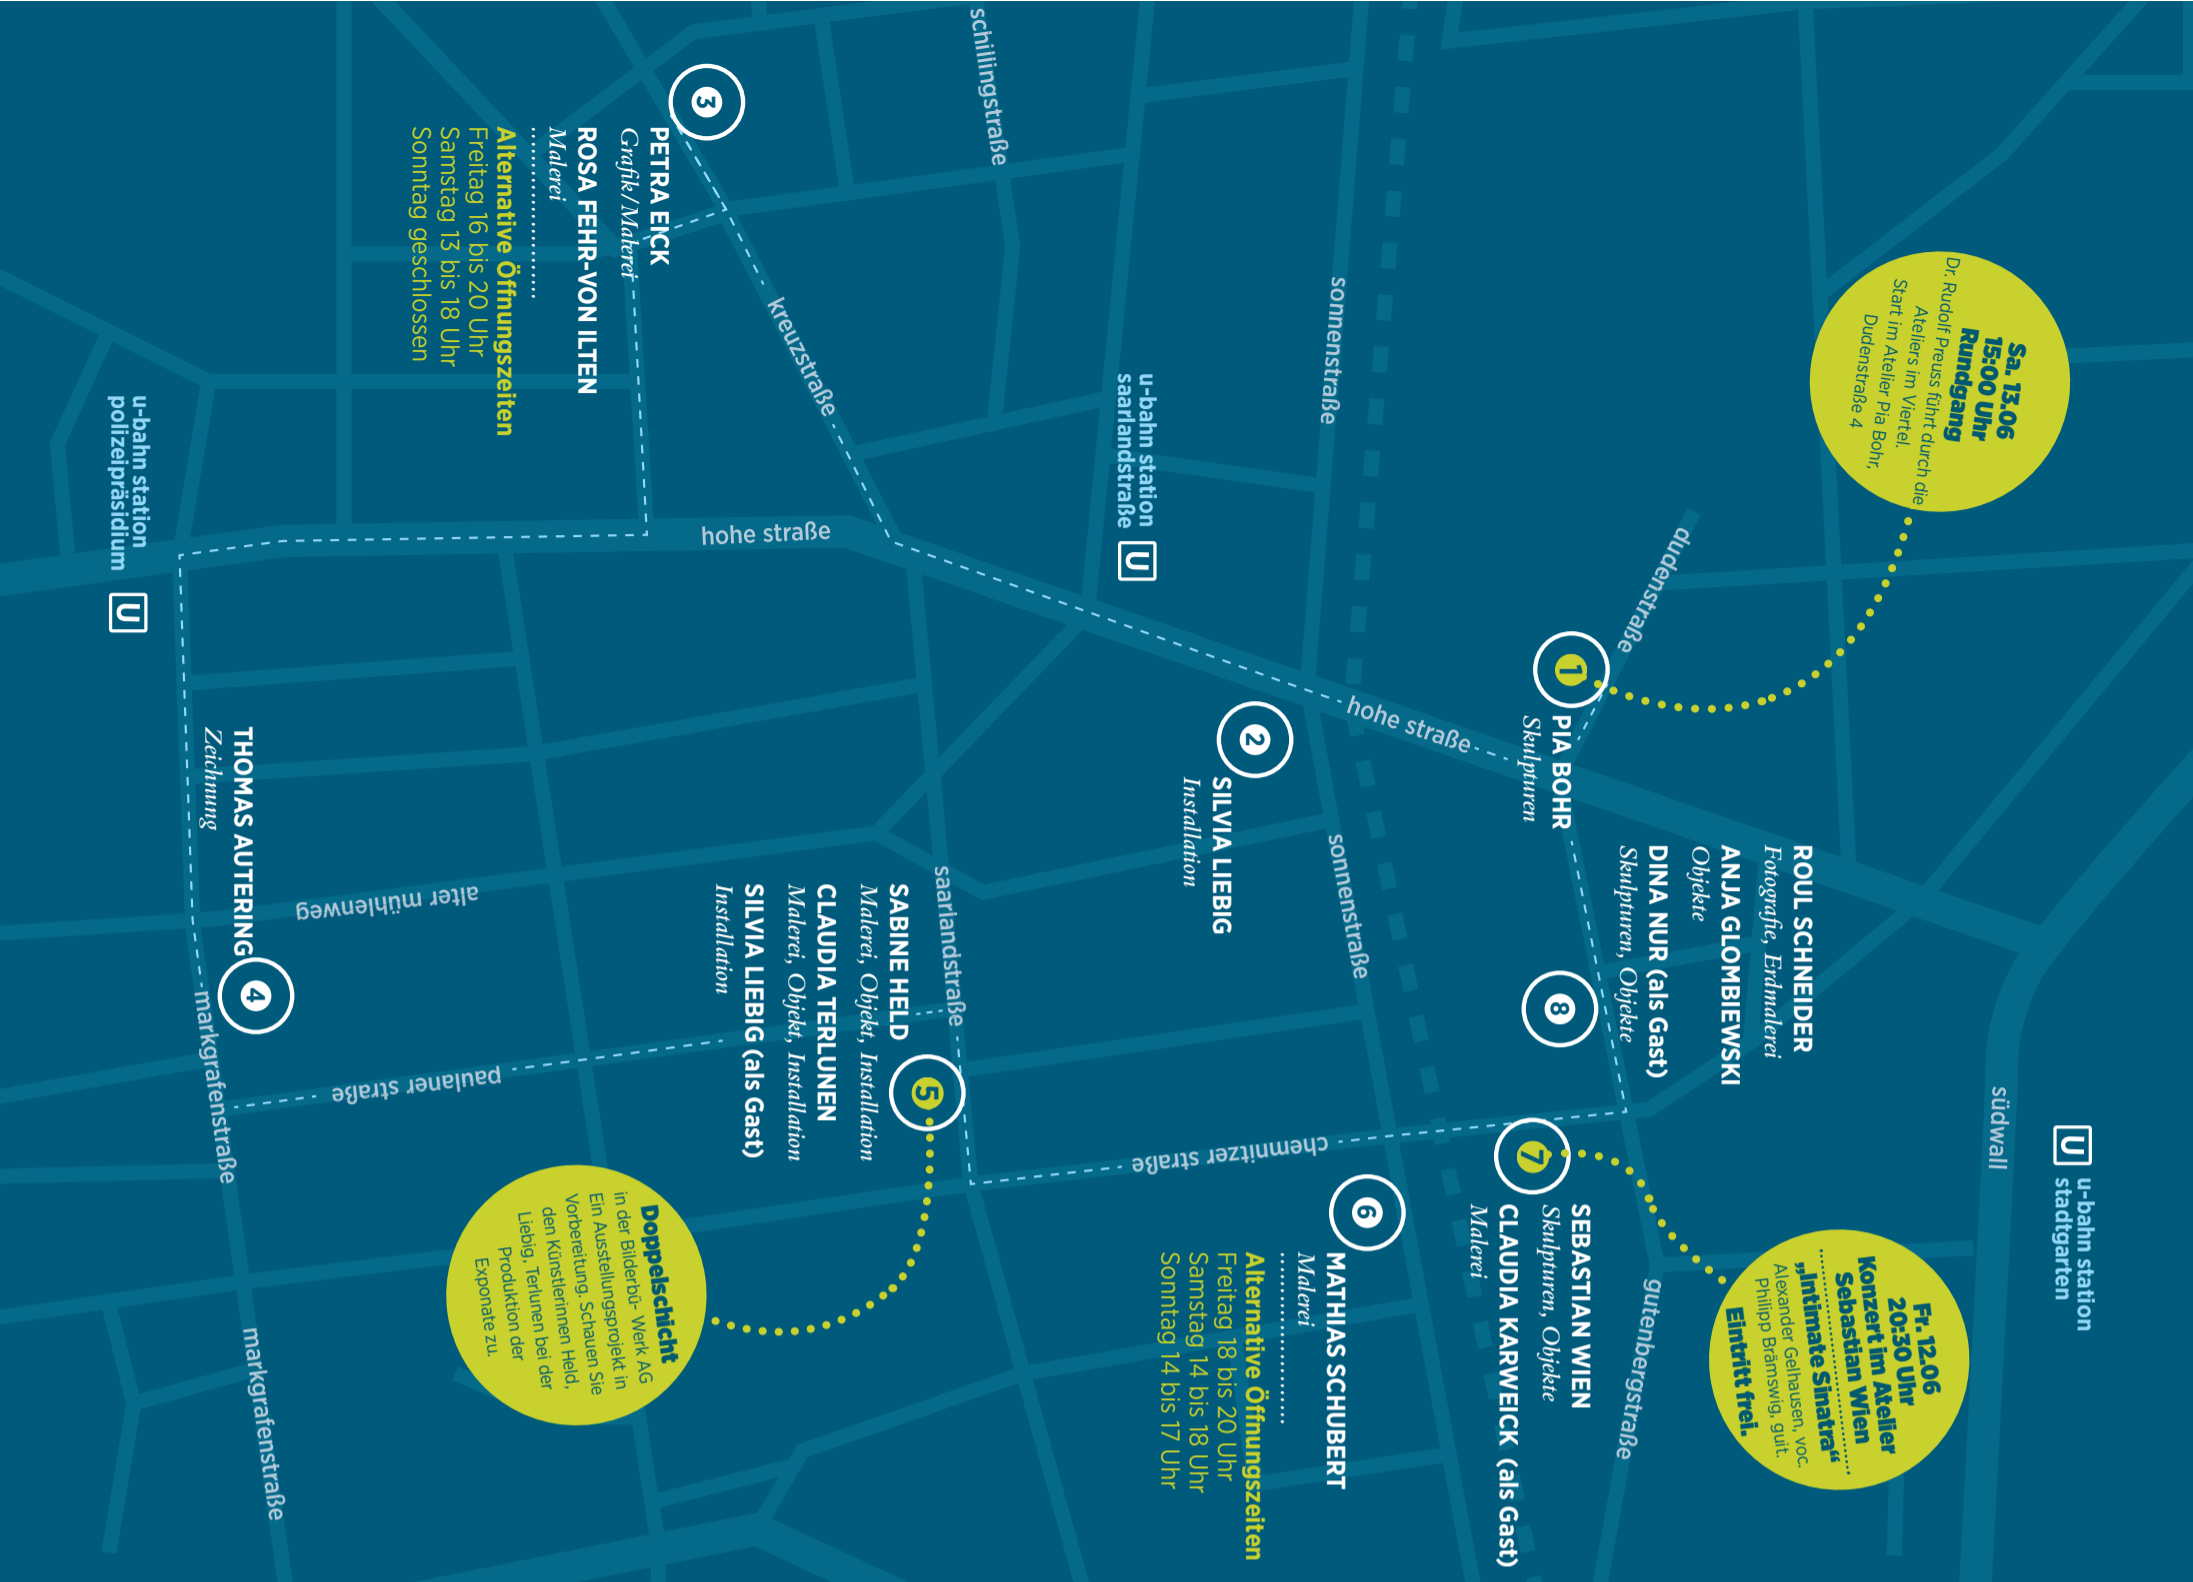 Sa. 13.06
15:00 Uhr
Rundgang
Dr. Rudolf Preuss führt durch die
Ateliers im Viertel.
Start im Atelier Pia Bohr,
Dudenstraße 4
u-bahn station
stadtgarten
U
südwall
Fr. 12.06
20:30 Uhr
Konzert im Atelier
Sebastian Wien
„Intimate Sinatra“
Alexander Gelhausen, voc.
Philipp Brämswig, guit.
Eintritt frei.
ROUL SCHNEIDER
Fotografie, Erdmalerei
ANJA GLOMBIEWSKI
Objekte
DINA NUR (als Gast)
Skulpturen, Objekte
8
dudenstraße
1
PIA BOHR
Skulpturen
gutenbergstraße
7
SEBASTIAN WIEN
Skulpturen, Objekte
CLAUDIA KARWEICK (als Gast)
Malerei
hohe straße
sonnenstraße
sonnenstraße
6
MATHIAS SCHUBERT
Malerei
Alternative Öffnungszeiten
Freitag 18 bis 20 Uhr
Samstag 14 bis 18 Uhr
Sonntag 14 bis 17 Uhr
chemnitzer straße
2
SILVIA LIEBIG
Installation
u-bahn station
saarlandstraße
U
schillingstraße
saarlandstraße
5
SABINE HELD
Malerei, Objekt, Installation
CLAUDIA TERLUNEN
Malerei, Objekt, Installation
SILVIA LIEBIG (als Gast)
Installation
kreuzstraße
hohe straße
3
PETRA EICK
Grafik/Malerei
ROSA FEHR-VON ILTEN
Malerei
Alternative Öffnungszeiten
Freitag 16 bis 20 Uhr
Samstag 13 bis 18 Uhr
Sonntag geschlossen
Doppelschicht
in der Bilderbü- Werk AG
Ein Ausstellungsprojekt in
Vorbereitung. Schauen Sie
den Künstlerinnen Held,
Liebig, Terlunen bei der
Produktion der
Exponate zu.
alter mühlenweg
paulaner straße
4
THOMAS AUTERING
Zeichnung
markgrafenstraße
markgrafenstraße
u-bahn station
polizeipräsidium
U